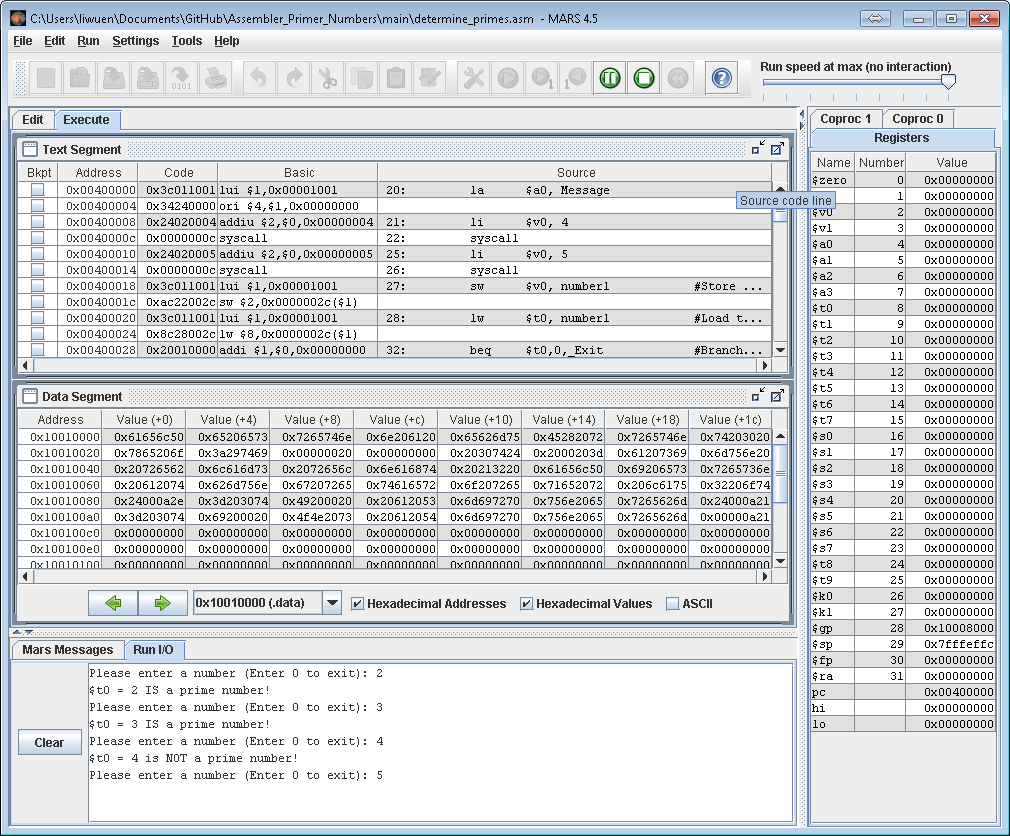 C:\Users\liwuen\Documents\GitHub\Assembler_Primer_Numbers\main\determine_primes.asm - MARS 4.5
File Edit Run Settings Tools Help
Run speed at max (no interaction)
Edit Execute
Text Segment
Bkpt Address Code Basic Source
0x00400000 0x3c011001 lui $1,0x00001001 20: la $a0, Message
0x00400004 0x34240000 ori $4,$1,0x00000000
0x00400008 0x24020004 addiu $2,$0,0x00000004 21: li $v0, 4
0x0040000c 0x0000000c syscall 22: syscall
0x00400010 0x24020005 addiu $2,$0,0x00000005 25: li $v0, 5
0x00400014 0x0000000c syscall 26: syscall
0x00400018 0x3c011001 lui $1,0x00001001 27: sw $v0, number1 #Store ...
0x0040001c 0xac22002c sw $2,0x0000002c($1)
0x00400020 0x3c011001 lui $1,0x00001001 28: lw $t0, number1 #Load t...
0x00400024 0x8c28002c lw $8,0x0000002c($1)
0x00400028 0x20010000 addi $1,$0,0x00000000 32: beq $t0,0,_Exit #Branch...
Source code line
Data Segment
Address Value (+0) Value (+4) Value (+8) Value (+c) Value (+10) Value (+14) Value (+18) Value (+1c)
0x10010000 0x61656c50 0x65206573 0x7265746e 0x6e206120 0x65626d75 0x45282072 0x7265746e 0x74203020
0x10010020 0x7865206f 0x3a297469 0x00000020 0x00000000 0x20307424 0x2000203d 0x61207369 0x6d756e20
0x10010040 0x20726562 0x6c616d73 0x2072656c 0x6e616874 0x20213220 0x61656c50 0x69206573 0x7265736e
0x10010060 0x20612074 0x626d756e 0x67207265 0x74616572 0x6f207265 0x71652072 0x206c6175 0x32206f74
0x10010080 0x24000a2e 0x3d203074 0x49200020 0x20612053 0x6d697270 0x756e2065 0x7265626d 0x24000a21
0x100100a0 0x3d203074 0x69200020 0x4f4e2073 0x20612054 0x6d697270 0x756e2065 0x7265626d 0x00000a21
0x100100c0 0x00000000 0x00000000 0x00000000 0x00000000 0x00000000 0x00000000 0x00000000 0x00000000
0x100100e0 0x00000000 0x00000000 0x00000000 0x00000000 0x00000000 0x00000000 0x00000000 0x00000000
0x10010100 0x00000000 0x00000000 0x00000000 0x00000000 0x00000000 0x00000000 0x00000000 0x00000000
0x10010000 (.data) Hexadecimal Addresses Hexadecimal Values ASCII
Mars Messages Run I/O
Clear
Please enter a number (Enter 0 to exit): 2
$t0 = 2 IS a prime number!
Please enter a number (Enter 0 to exit): 3
$t0 = 3 IS a prime number!
Please enter a number (Enter 0 to exit): 4
$t0 = 4 is NOT a prime number!
Please enter a number (Enter 0 to exit): 5
Coproc 1 Coproc 0
Registers
Name Number Value
$zero 0 0x00000000
1 0x00000000
$v0 2 0x00000000
$v1 3 0x00000000
$a0 4 0x00000000
$a1 5 0x00000000
$a2 6 0x00000000
$a3 7 0x00000000
$t0 8 0x00000000
$t1 9 0x00000000
$t2 10 0x00000000
$t3 11 0x00000000
$t4 12 0x00000000
$t5 13 0x00000000
$t6 14 0x00000000
$t7 15 0x00000000
$s0 16 0x00000000
$s1 17 0x00000000
$s2 18 0x00000000
$s3 19 0x00000000
$s4 20 0x00000000
$s5 21 0x00000000
$s6 22 0x00000000
$s7 23 0x00000000
$t8 24 0x00000000
$t9 25 0x00000000
$k0 26 0x00000000
$k1 27 0x00000000
$gp 28 0x10008000
$sp 29 0x7fffeffc
$fp 30 0x00000000
$ra 31 0x00000000
pc 0x00400000
hi 0x00000000
lo 0x00000000